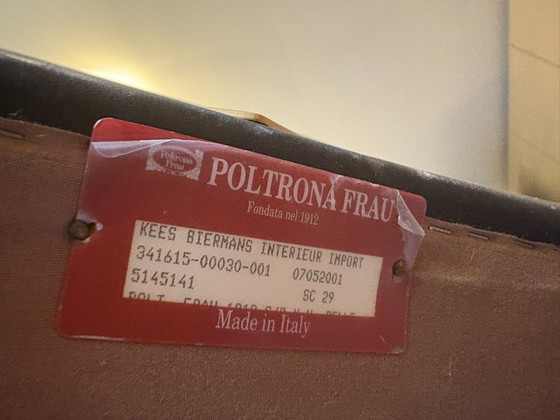 Poltrona
Frau
POLTRONA FRAU
Fondata nel 1912
KEES BIERMANS INTERIEUR IMPORT
341615-00030-001 07052001
5145141 SC 29
Made in Italy